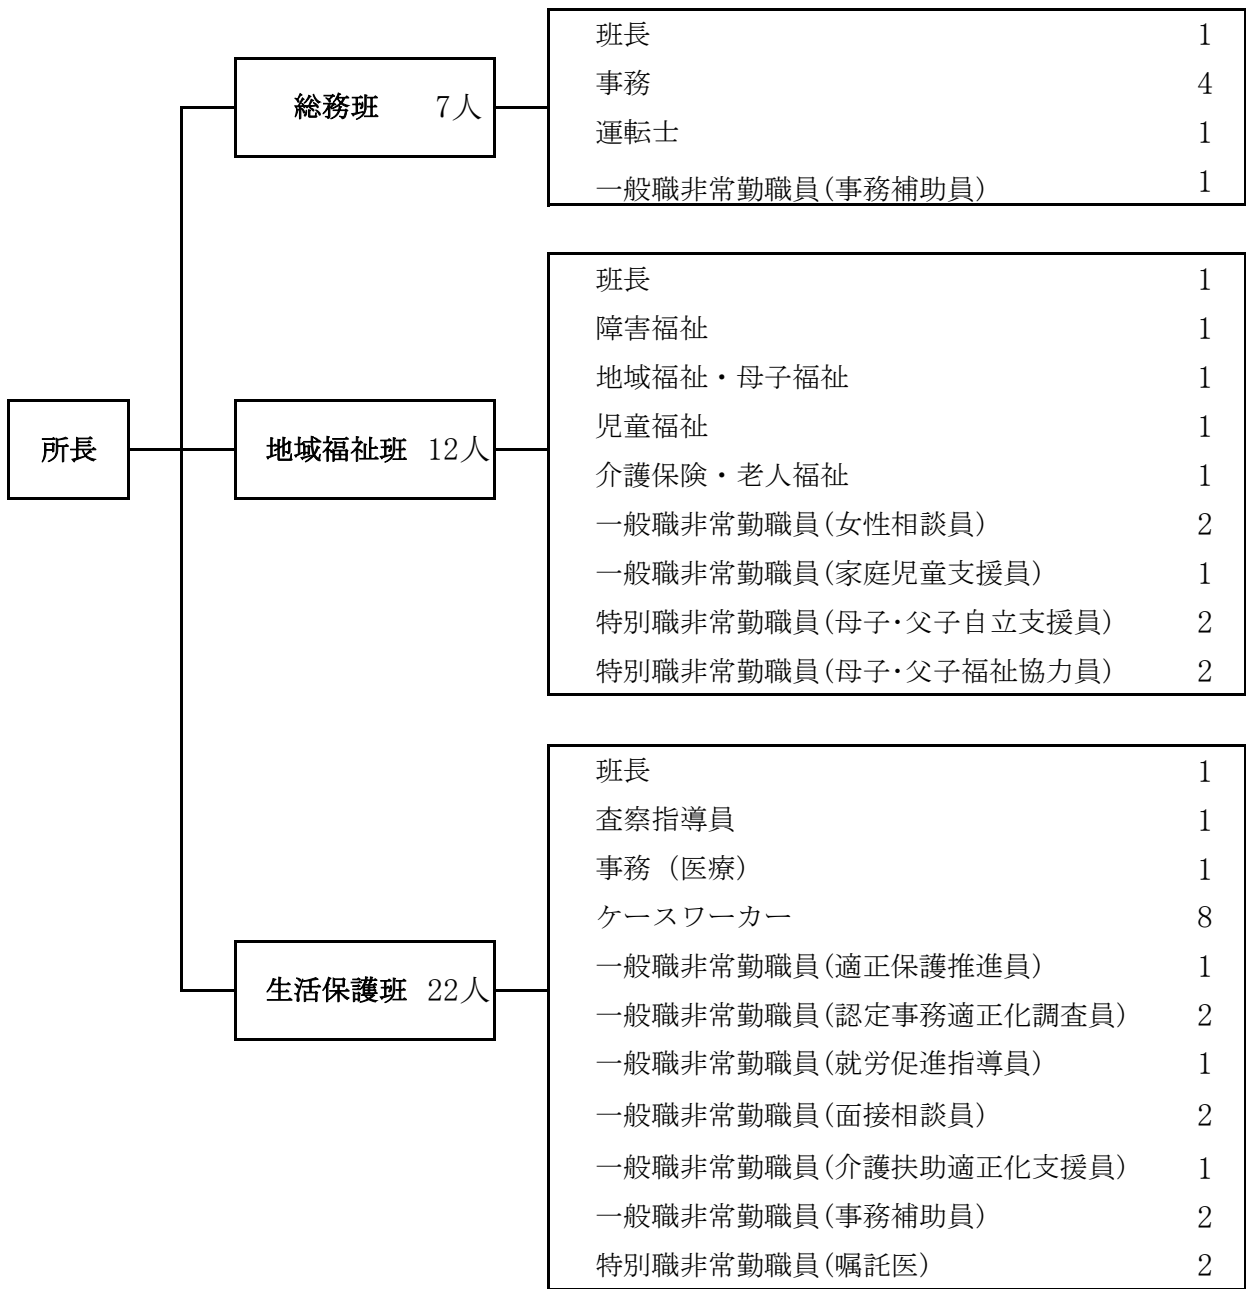 所長
総務班 7人
班長 1
事務 4
運転士 1
一般職非常勤職員(事務補助員) 1
地域福祉班 12人
班長 1
障害福祉 1
地域福祉・母子福祉 1
児童福祉 1
介護保険・老人福祉 1
一般職非常勤職員(女性相談員) 2
一般職非常勤職員(家庭児童支援員) 1
特別職非常勤職員(母子・父子自立支援員) 2
特別職非常勤職員(母子・父子福祉協力員) 2
生活保護班 22人
班長 1
査察指導員 1
事務（医療） 1
ケースワーカー 8
一般職非常勤職員(適正保護推進員) 1
一般職非常勤職員(認定事務適正化調査員) 2
一般職非常勤職員(就労促進指導員) 1
一般職非常勤職員(面接相談員) 2
一般職非常勤職員(介護扶助適正化支援員) 1
一般職非常勤職員(事務補助員) 2
特別職非常勤職員(嘱託医) 2